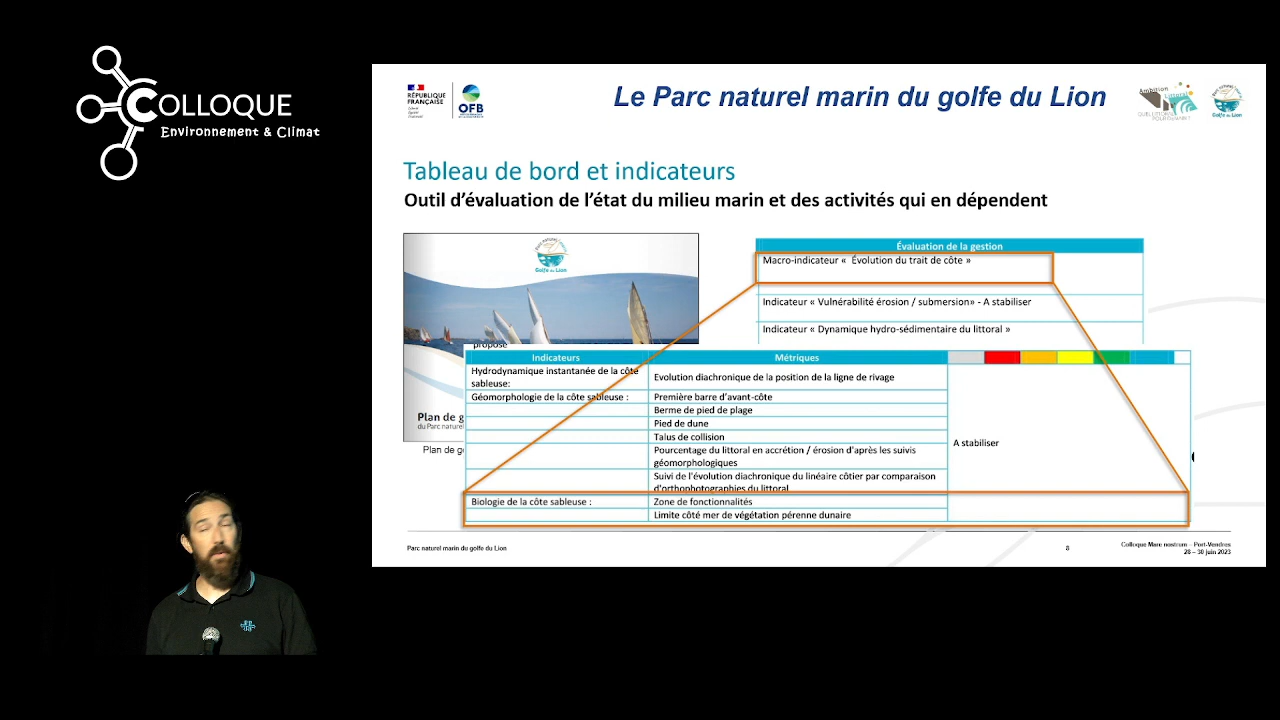 COLLOQUE
Environnement & Climat
RÉPUBLIQUE
FRANÇAISE
OFB
Le Parc naturel marin du golfe du Lion
Ambition
Littoral
Golfe du Lion
Tableau de bord et indicateurs
Outil d’évaluation de l’état du milieu marin et des activités qui en dépendent
Golfe du Lion
Évaluation de la gestion
Macro-indicateur « Évolution du trait de côte »
Indicateur « Vulnérabilité érosion / submersion» - A stabiliser
Indicateur « Dynamique hydro-sédimentaire du littoral »
propose
Indicateurs Métriques
Hydrodynamique instantanée de la côte
sableuse:
Evolution diachronique de la position de la ligne de rivage
Géomorphologie de la côte sableuse : Première barre d’avant-côte
Berme de pied de plage
Pied de dune
Talus de collision
A stabiliser
Pourcentage du littoral en accrétion / érosion d'après les suivis
géomorphologiques
Suivi de l'évolution diachronique du linéaire côtier par comparaison
d'orthophotographies du littoral
Biologie de la côte sableuse : Zone de fonctionnalités
Limite côté mer de végétation pérenne dunaire
Plan de g
du Parc nature
Plan de ge
Parc naturel marin du golfe du Lion
8
Colloque Mare nostrum – Port-Vendres
28 – 30 juin 2023